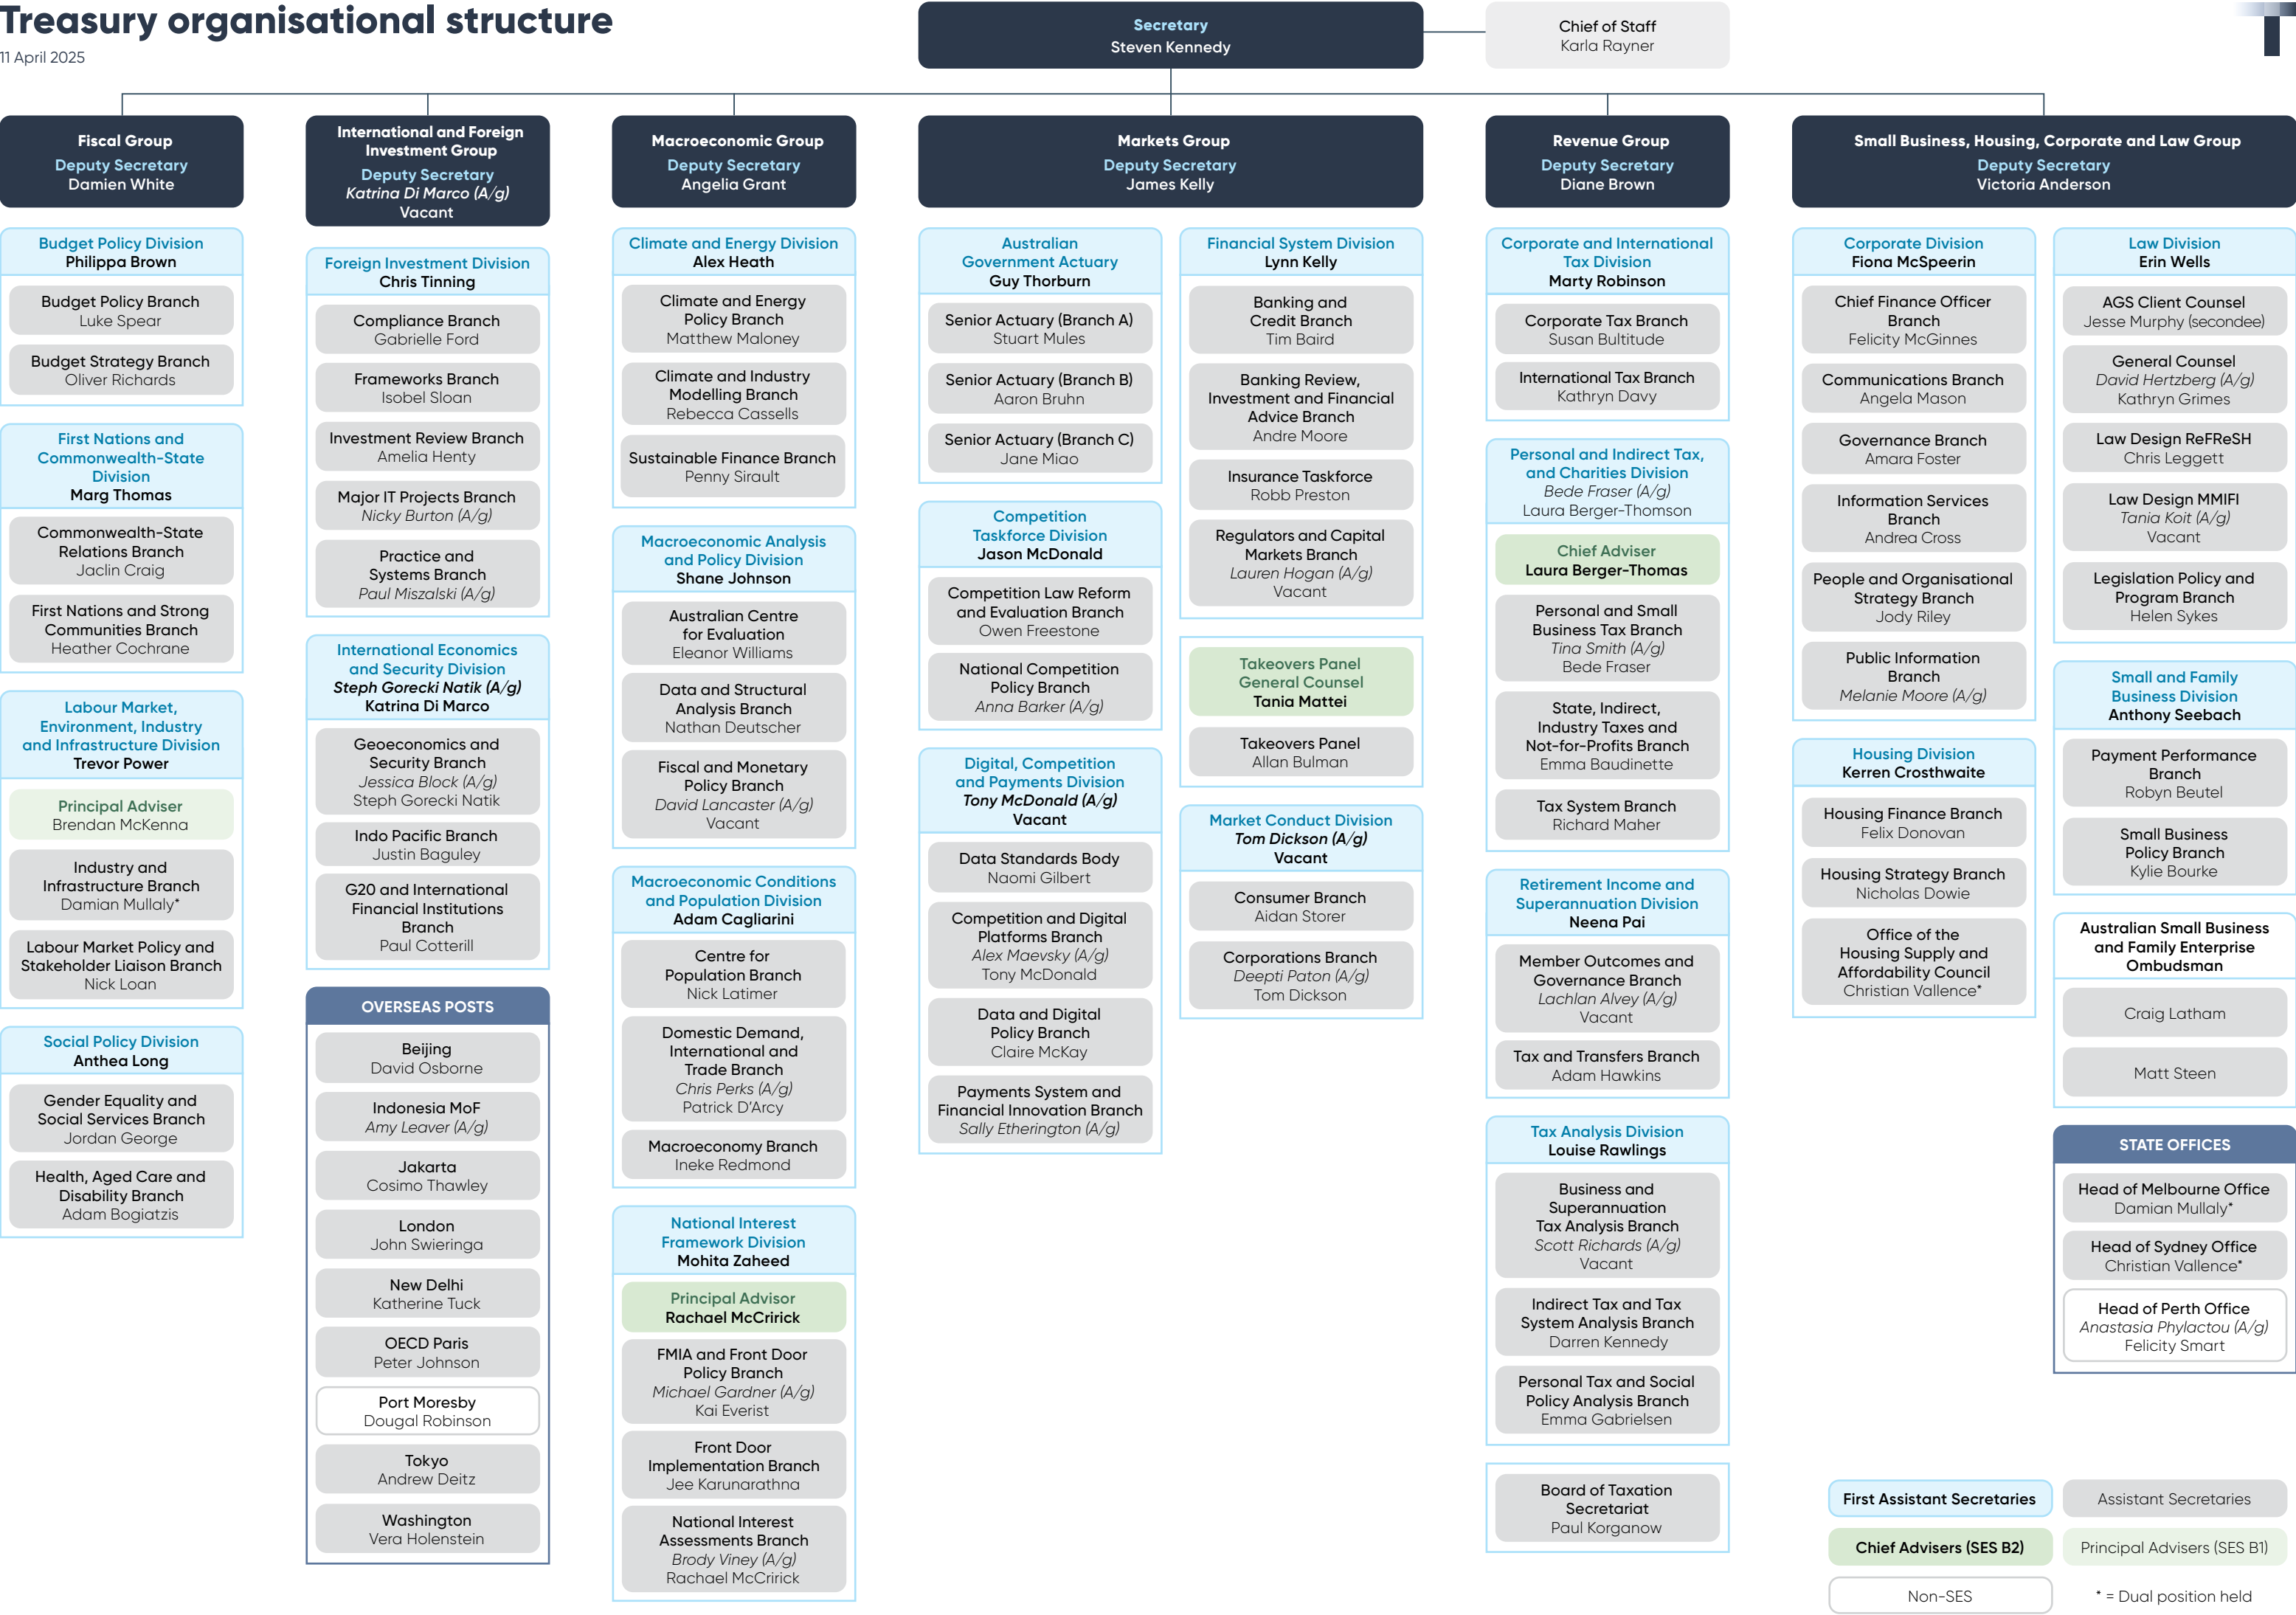 Treasury organisational structure
11 April 2025
Secretary
Steven Kennedy
Chief of Staff
Karla Rayner
Fiscal Group
Deputy Secretary
Damien White
Budget Policy Division
Philippa Brown
Budget Policy Branch
Luke Spear
Budget Strategy Branch
Oliver Richards
First Nations and
Commonwealth-State
Division
Marg Thomas
Commonwealth-State
Relations Branch
Jaclin Craig
First Nations and Strong
Communities Branch
Heather Cochrane
Labour Market,
Environment, Industry
and Infrastructure Division
Trevor Power
Principal Adviser
Brendan McKenna
Industry and
Infrastructure Branch
Damian Mullaly*
Labour Market Policy and
Stakeholder Liaison Branch
Nick Loan
Social Policy Division
Anthea Long
Gender Equality and
Social Services Branch
Jordan George
Health, Aged Care and
Disability Branch
Adam Bogiatzis
International and Foreign
Investment Group
Deputy Secretary
Katrina Di Marco (A/g)
Vacant
Foreign Investment Division
Chris Tinning
Compliance Branch
Gabrielle Ford
Frameworks Branch
Isobel Sloan
Investment Review Branch
Amelia Henty
Major IT Projects Branch
Nicky Burton (A/g)
Practice and
Systems Branch
Paul Miszalski (A/g)
International Economics
and Security Division
Steph Gorecki Natik (A/g)
Katrina Di Marco
Geoeconomics and
Security Branch
Jessica Block (A/g)
Steph Gorecki Natik
Indo Pacific Branch
Justin Baguley
G20 and International
Financial Institutions
Branch
Paul Cotterill
OVERSEAS POSTS
Beijing
David Osborne
Indonesia MoF
Amy Leaver (A/g)
Jakarta
Cosimo Thawley
London
John Swieringa
New Delhi
Katherine Tuck
OECD Paris
Peter Johnson
Port Moresby
Dougal Robinson
Tokyo
Andrew Deitz
Washington
Vera Holenstein
Macroeconomic Group
Deputy Secretary
Angelia Grant
Climate and Energy Division
Alex Heath
Climate and Energy
Policy Branch
Matthew Maloney
Climate and Industry
Modelling Branch
Rebecca Cassells
Sustainable Finance Branch
Penny Sirault
Macroeconomic Analysis
and Policy Division
Shane Johnson
Australian Centre
for Evaluation
Eleanor Williams
Data and Structural
Analysis Branch
Nathan Deutscher
Fiscal and Monetary
Policy Branch
David Lancaster (A/g)
Vacant
Macroeconomic Conditions
and Population Division
Adam Cagliarini
Centre for
Population Branch
Nick Latimer
Domestic Demand,
International and
Trade Branch
Chris Perks (A/g)
Patrick D’Arcy
Macroeconomy Branch
Ineke Redmond
National Interest
Framework Division
Mohita Zaheed
Principal Advisor
Rachael McCririck
FMIA and Front Door
Policy Branch
Michael Gardner (A/g)
Kai Everist
Front Door
Implementation Branch
Jee Karunarathna
National Interest
Assessments Branch
Brody Viney (A/g)
Rachael McCririck
Markets Group
Deputy Secretary
James Kelly
Australian
Government Actuary
Guy Thorburn
Senior Actuary (Branch A)
Stuart Mules
Senior Actuary (Branch B)
Aaron Bruhn
Senior Actuary (Branch C)
Jane Miao
Competition
Taskforce Division
Jason McDonald
Competition Law Reform
and Evaluation Branch
Owen Freestone
National Competition
Policy Branch
Anna Barker (A/g)
Digital, Competition
and Payments Division
Tony McDonald (A/g)
Vacant
Data Standards Body
Naomi Gilbert
Competition and Digital
Platforms Branch
Alex Maevsky (A/g)
Tony McDonald
Data and Digital
Policy Branch
Claire McKay
Payments System and
Financial Innovation Branch
Sally Etherington (A/g)
Financial System Division
Lynn Kelly
Banking and
Credit Branch
Tim Baird
Banking Review,
Investment and Financial
Advice Branch
Andre Moore
Insurance Taskforce
Robb Preston
Regulators and Capital
Markets Branch
Lauren Hogan (A/g)
Vacant
Takeovers Panel
General Counsel
Tania Mattei
Takeovers Panel
Allan Bulman
Market Conduct Division
Tom Dickson (A/g)
Vacant
Consumer Branch
Aidan Storer
Corporations Branch
Deepti Paton (A/g)
Tom Dickson
Revenue Group
Deputy Secretary
Diane Brown
Corporate and International
Tax Division
Marty Robinson
Corporate Tax Branch
Susan Bultitude
International Tax Branch
Kathryn Davy
Personal and Indirect Tax,
and Charities Division
Bede Fraser (A/g)
Laura Berger-Thomson
Chief Adviser
Laura Berger-Thomas
Personal and Small
Business Tax Branch
Tina Smith (A/g)
Bede Fraser
State, Indirect,
Industry Taxes and
Not-for-Profits Branch
Emma Baudinette
Tax System Branch
Richard Maher
Retirement Income and
Superannuation Division
Neena Pai
Member Outcomes and
Governance Branch
Lachlan Alvey (A/g)
Vacant
Tax and Transfers Branch
Adam Hawkins
Tax Analysis Division
Louise Rawlings
Business and
Superannuation
Tax Analysis Branch
Scott Richards (A/g)
Vacant
Indirect Tax and Tax
System Analysis Branch
Darren Kennedy
Personal Tax and Social
Policy Analysis Branch
Emma Gabrielsen
Board of Taxation
Secretariat
Paul Korganow
Small Business, Housing, Corporate and Law Group
Deputy Secretary
Victoria Anderson
Corporate Division
Fiona McSpeerin
Chief Finance Officer
Branch
Felicity McGinnes
Communications Branch
Angela Mason
Governance Branch
Amara Foster
Information Services
Branch
Andrea Cross
People and Organisational
Strategy Branch
Jody Riley
Public Information
Branch
Melanie Moore (A/g)
Housing Division
Kerren Crosthwaite
Housing Finance Branch
Felix Donovan
Housing Strategy Branch
Nicholas Dowie
Office of the
Housing Supply and
Affordability Council
Christian Vallence*
Law Division
Erin Wells
AGS Client Counsel
Jesse Murphy (secondee)
General Counsel
David Hertzberg (A/g)
Kathryn Grimes
Law Design ReFReSH
Chris Leggett
Law Design MMIFI
Tania Koit (A/g)
Vacant
Legislation Policy and
Program Branch
Helen Sykes
Small and Family
Business Division
Anthony Seebach
Payment Performance
Branch
Robyn Beutel
Small Business
Policy Branch
Kylie Bourke
Australian Small Business
and Family Enterprise
Ombudsman
Craig Latham
Matt Steen
STATE OFFICES
Head of Melbourne Office
Damian Mullaly*
Head of Sydney Office
Christian Vallence*
Head of Perth Office
Anastasia Phylactou (A/g)
Felicity Smart
First Assistant Secretaries
Assistant Secretaries
Chief Advisers (SES B2)
Principal Advisers (SES B1)
Non-SES
* = Dual position held